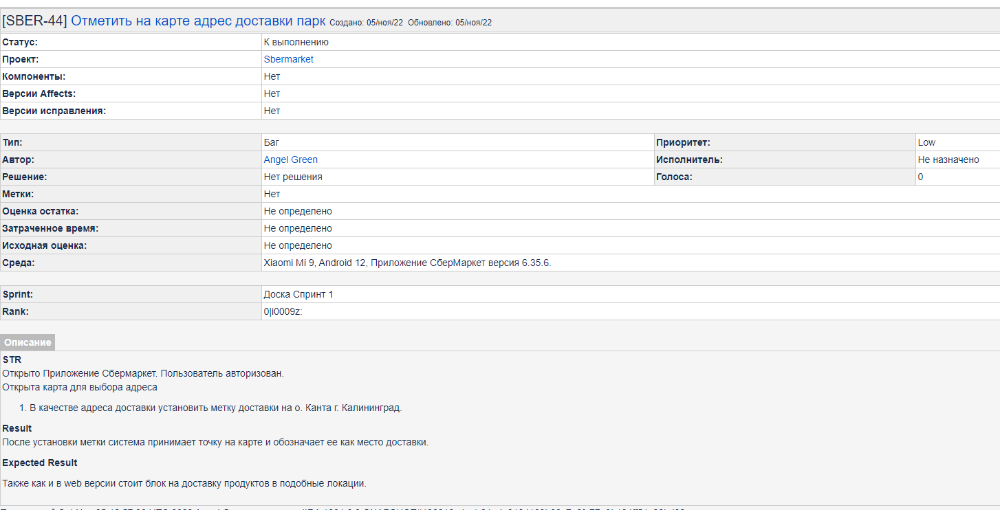 [SBER-44] Отметить на карте адрес доставки парк Создано: 05/ноя/22 Обновлено: 05/ноя/22
Статус: К выполнению
Проект: Sbermarket
Компоненты: Нет
Версии Affects: Нет
Версии исправления: Нет
Тип: Баг Приоритет: Low
Автор: Angel Green Исполнитель: Не назначено
Решение: Нет решения Голоса: 0
Метки: Нет
Оценка остатка: Не определено
Затраченное время: Не определено
Исходная оценка: Не определено
Среда: Xiaomi Mi 9, Android 12, Приложение СберМаркет версия 6.35.6.
Sprint: Доска Спринт 1
Rank: 0|i0009z:
Описание
STR
Открыто Приложение Сбермаркет. Пользователь авторизован.
Открыта карта для выбора адреса
1. В качестве адреса доставки установить метку доставки на о. Канта г. Калининград.
Result
После установки метки система принимает точку на карте и обозначает ее как место доставки.
Expected Result
Также как и в web версии стоит блок на доставку продуктов в подобные локации.